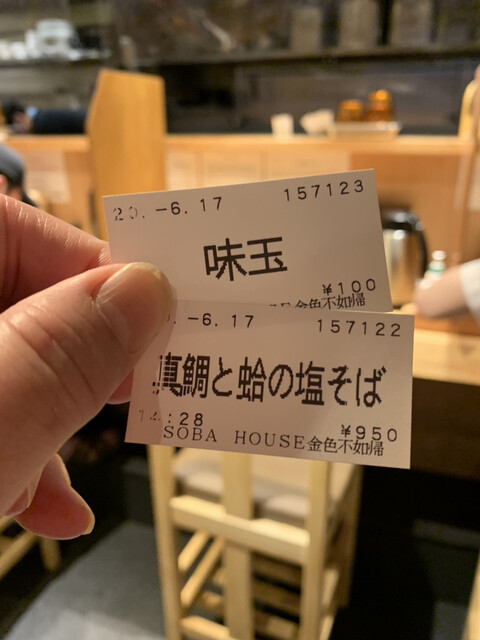 20.-6.17 157123
味玉
¥100
金色不如帰
.-6.17 157122
真鯛と蛤の塩そば
14:28 ¥950
SOBA HOUSE金色不如帰